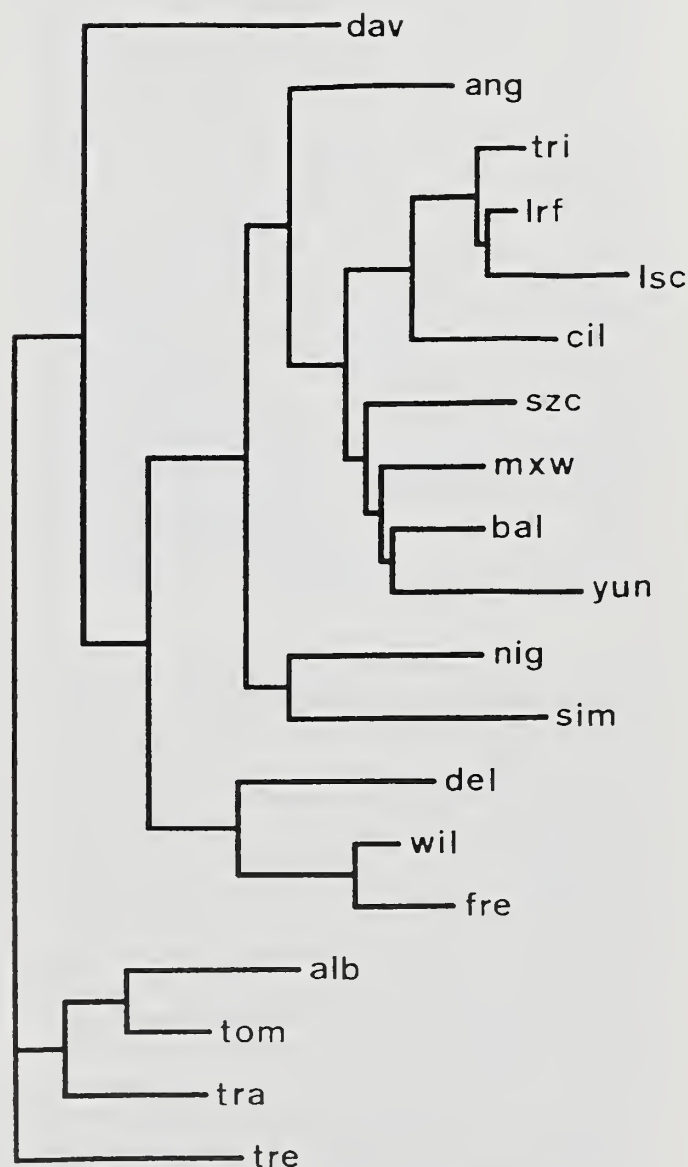 dav
ang
tri
lrf
lsc
cil
szc
mxw
bal
yun
nig
sim
del
wil
fre
alb
tom
tra
tre